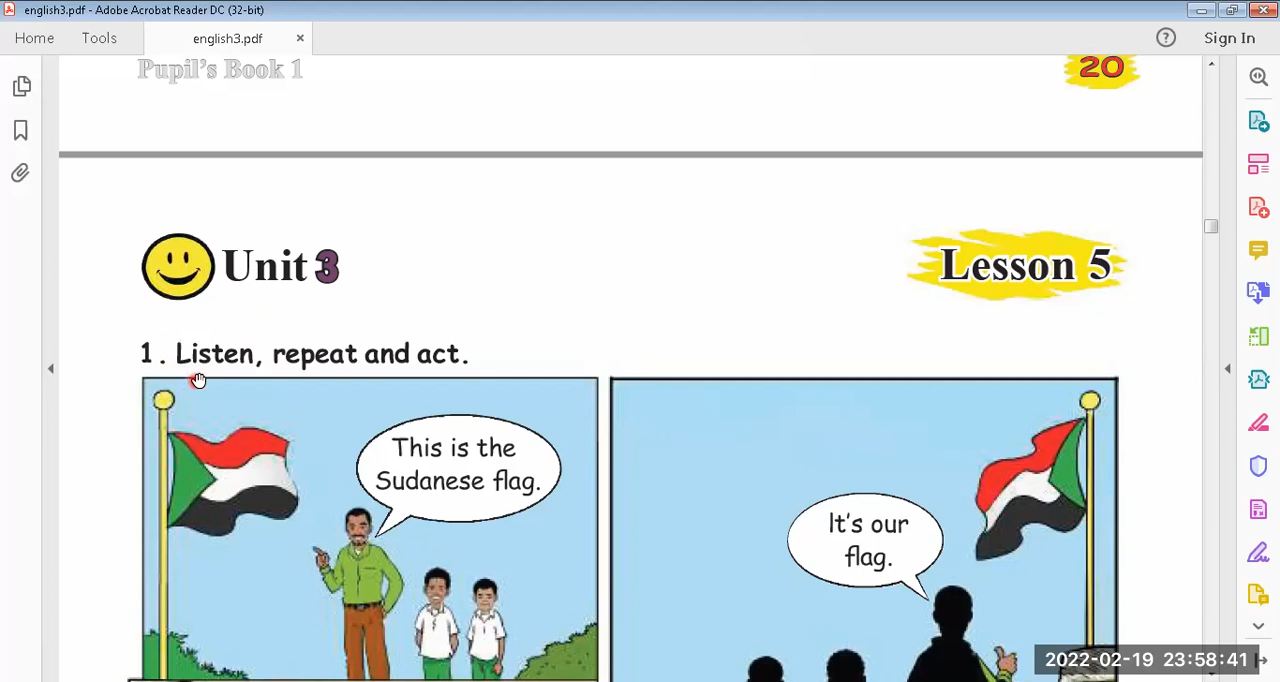 english3.pdf - Adobe Acrobat Reader DC (32-bit)
Home Tools english3.pdf Sign In
Pupil's Book 1 20
Unit 3 Lesson 5
1. Listen, repeat and act.
This is the
Sudanese flag.
It's our
flag.
2022-02-19 23:58:41